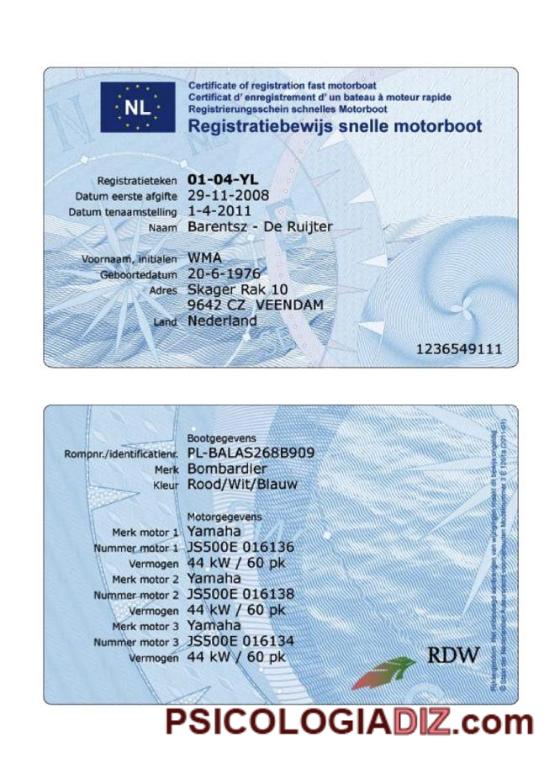 NL
Certificate of registration fast motorboat
Certificat d' enregistrement d' un bateau à moteur rapide
Registrierungsschein schnelles Motorboot
Registratiebewijs snelle motorboot
Registratieteken 01-04-YL
Datum eerste afgifte 29-11-2008
Datum tenaamstelling 1-4-2011
Naam Barentsz - De Ruijter
Voornaam, initialen WMA
Geboortedatum 20-6-1976
Adres Skager Rak 10
9642 CZ VEENDAM
Land Nederland
1236549111
Bootgegevens
Rompnr./identificatienr. PL-BALAS268B909
Merk Bombardier
Kleur Rood/Wit/Blauw
Motorgegevens
Merk motor 1 Yamaha
Nummer motor 1 JS500E 016136
Vermogen 44 kW / 60 pk
Merk motor 2 Yamaha
Nummer motor 2 JS500E 016138
Vermogen 44 kW / 60 pk
Merk motor 3 Yamaha
Nummer motor 3 JS500E 016134
Vermogen 44 kW / 60 pk
RDW
PSICOLOGIADIZ.com